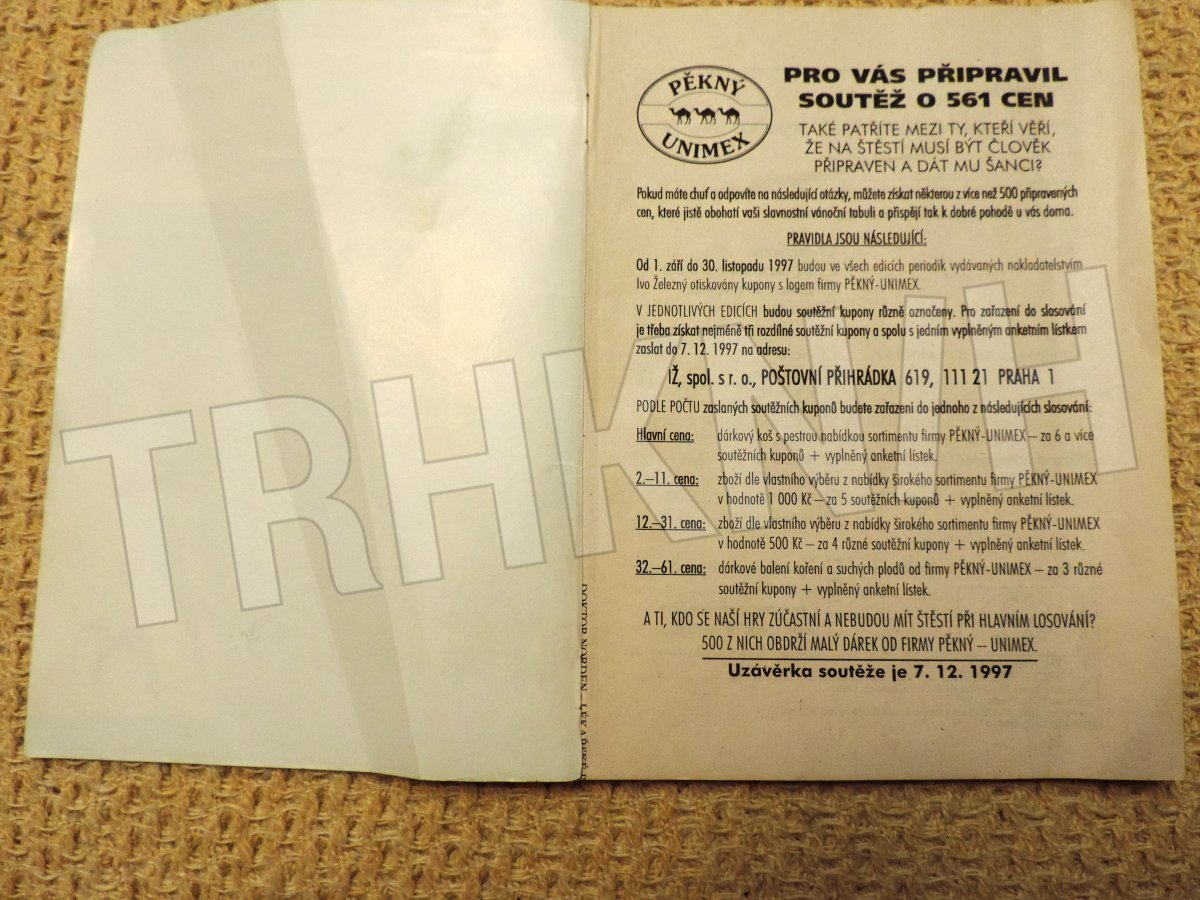 PĚKNÝ
UNIMEX
PRO VÁS PŘIPRAVIL
SOUTĚŽ O 561 CEN
TAKÉ PATŘÍTE MEZI TY, KTEŘÍ VĚŘÍ,
ŽE NA ŠTĚSTÍ MUSÍ BÝT ČLOVĚK
PŘIPRAVEN A DÁT MU ŠANCI?
Pokud máte chuť a odpovíte na následující otázky, můžete získat některou z více než 500 připravených
cen, které jistě obohatí vaši slavnostní vánoční tabuli a přispějí tak k dobré pohodě u vás doma.
PRAVIDLA JSOU NÁSLEDUJÍCÍ:
Od 1. září do 30. listopadu 1997 budou ve všech edicích periodik vydávaných nakladatelstvím
Ivo Železný otiskovány kupony s logem firmy PĚKNÝ-UNIMEX.
V JEDNOTLIVÝCH EDICÍCH budou soutěžní kupony různě označeny. Pro zařazení do slosování
je třeba získat nejméně tři rozdílné soutěžní kupony a spolu s jedním vyplněným anketním lístkem
zaslat do 7. 12. 1997 na adresu:
IŽ, spol. s r. o., POŠTOVNÍ PŘIHRÁDKA 619, 111 21 PRAHA 1
PODLE POČTU zaslaných soutěžních kuponů budete zařazeni do jednoho z následujících slosování:
Hlavní cena: dárkový koš s pestrou nabídkou sortimentu firmy PĚKNÝ-UNIMEX – za 6 a více
soutěžních kuponů + vyplněný anketní lístek.
2.–11. cena: zboží dle vlastního výběru z nabídky širokého sortimentu firmy PĚKNÝ-UNIMEX
v hodnotě 1 000 Kč – za 5 soutěžních kuponů + vyplněný anketní lístek.
12.–31. cena: zboží dle vlastního výběru z nabídky širokého sortimentu firmy PĚKNÝ-UNIMEX
v hodnotě 500 Kč – za 4 různé soutěžní kupony + vyplněný anketní lístek.
32.–61. cena: dárkové balení koření a suchých plodů od firmy PĚKNÝ-UNIMEX – za 3 různé
soutěžní kupony + vyplněný anketní lístek.
A TI, KDO SE NAŠÍ HRY ZÚČASTNÍ A NEBUDOU MÍT ŠTĚSTÍ PŘI HLAVNÍM LOSOVÁNÍ?
500 Z NICH OBDRŽÍ MALÝ DÁREK OD FIRMY PĚKNÝ – UNIMEX.
Uzávěrka soutěže je 7. 12. 1997
DOKTOR NORDEN –
TRHKNIH